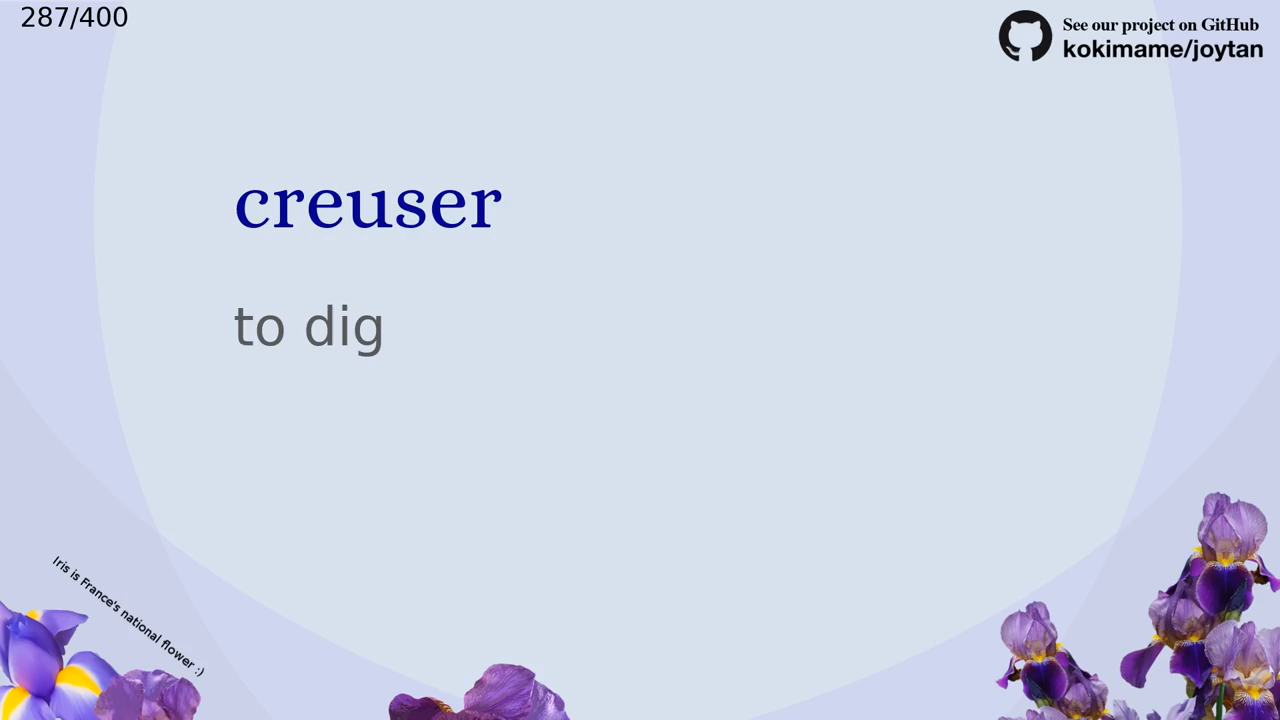 287/400
See our project on GitHub
kokimame/joytan
creuser
to dig
Iris is France's national flower :)